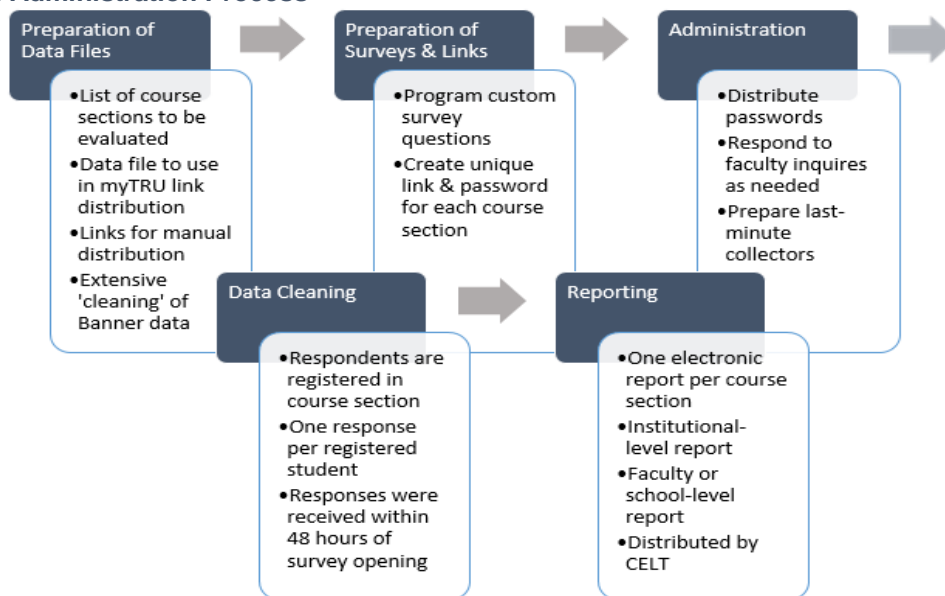 Administration Process
Preparation of
Data Files
•List of course
sections to be
evaluated
•Data file to use
in myTRU link
distribution
•Links for manual
distribution
•Extensive
'cleaning' of
Banner data
Preparation of
Surveys & Links
•Program custom
survey
questions
•Create unique
link & password
for each course
section
Administration
•Distribute
passwords
•Respond to
faculty inquires
as needed
•Prepare last-
minute
collectors
Data Cleaning
•Respondents are
registered in
course section
•One response
per registered
student
•Responses were
received within
48 hours of
survey opening
Reporting
•One electronic
report per course
section
•Institutional-
level report
•Faculty or
school-level
report
•Distributed by
CELT